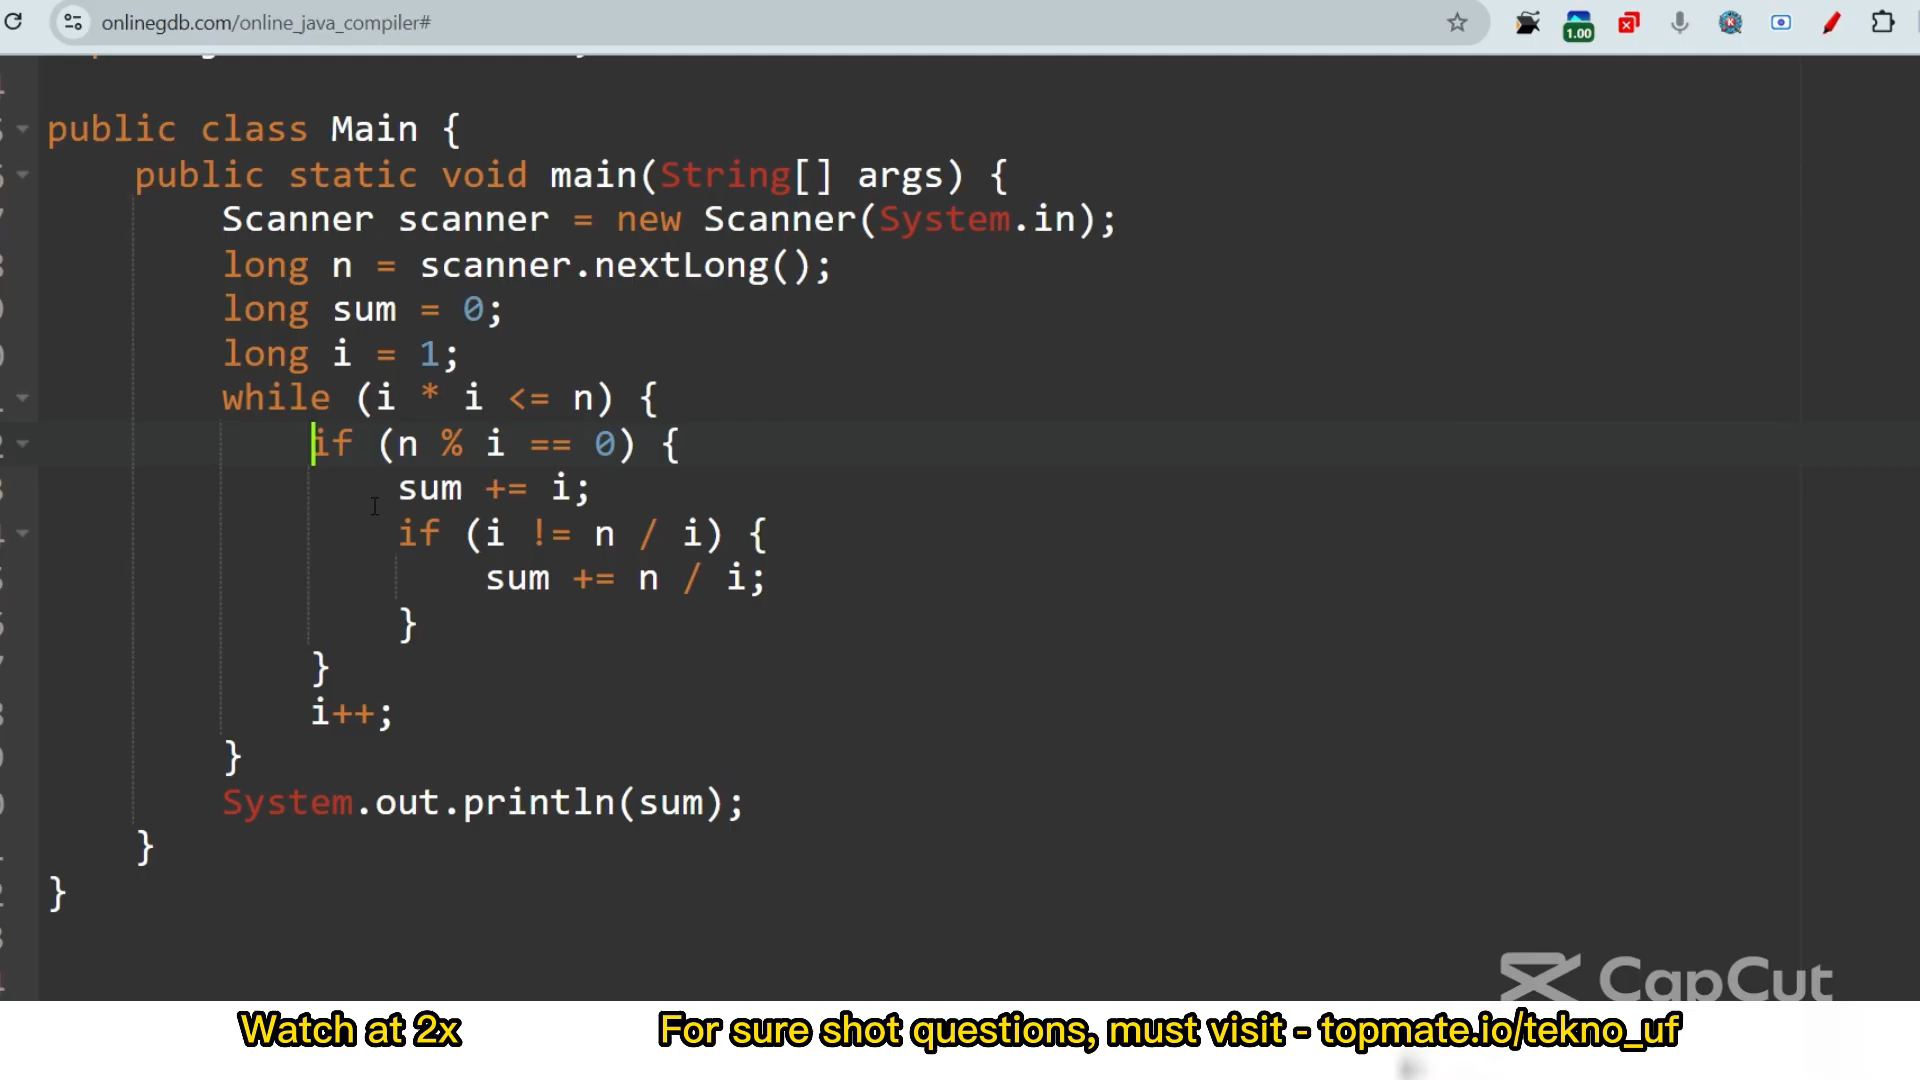 onlinegdb.com/online_java_compiler#
1.00
public class Main {
public static void main(String[] args) {
Scanner scanner = new Scanner(System.in);
long n = scanner.nextLong();
long sum = 0;
long i = 1;
while (i * i <= n) {
if (n % i == 0) {
sum += i;
if (i != n / i) {
sum += n / i;
}
}
i++;
}
System.out.println(sum);
}
}
CapCut
Watch at 2x
For sure shot questions, must visit - topmate.io/tekno_uf